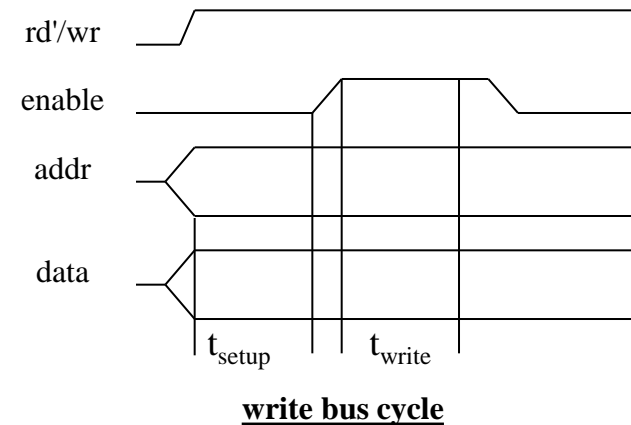 rd'/wr
enable
addr
data
tsetup
twrite
write bus cycle